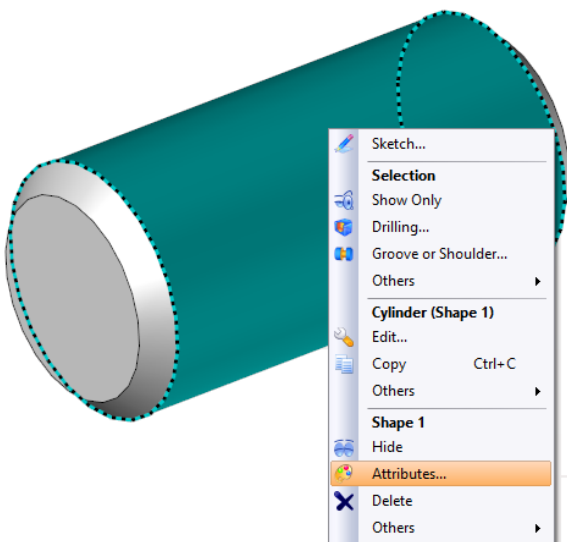 Sketch...
Selection
Show Only
Drilling...
Groove or Shoulder...
Others
Cylinder (Shape 1)
Edit...
Copy Ctrl+C
Others
Shape 1
Hide
Attributes...
Delete
Others